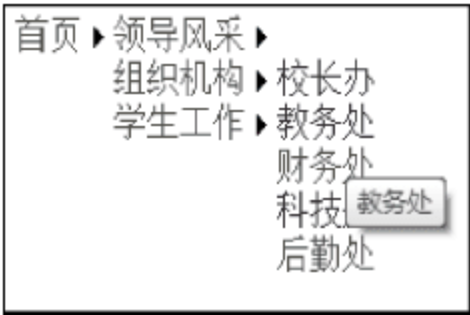 首页 领导风采
组织机构 校长办
学生工作 教务处
财务处
科技
教务处
后勤处